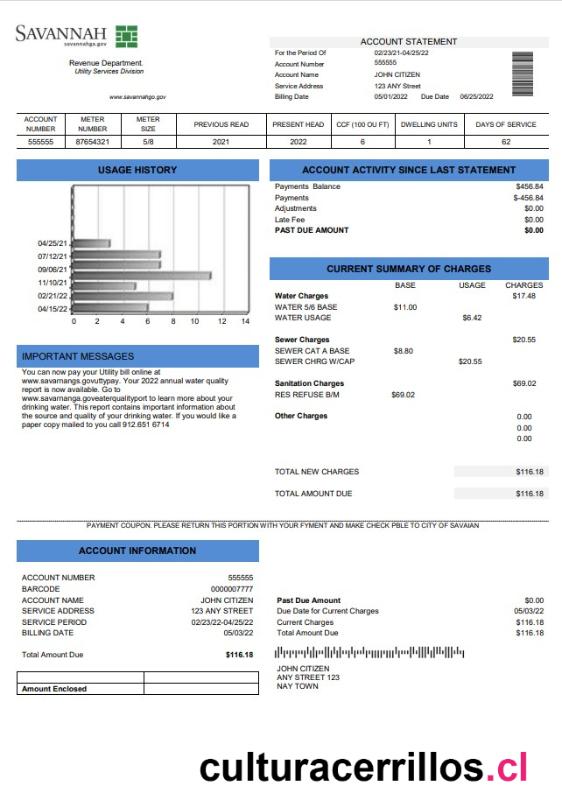 SAVANNAH
savannahga.gov
Revenue Department.
Utility Services Division
www.savannahgo.gov
ACCOUNT STATEMENT
For the Period Of 02/23/21-04/25/22
Account Number 555555
Account Name JOHN CITIZEN
Service Address 123 ANY Street
Billing Date 05/01/2022 Due Date 06/25/2022
ACCOUNT NUMBER METER NUMBER METER SIZE PREVIOUS READ PRESENT HEAD CCF (100 OU FT) DWELLING UNITS DAYS OF SERVICE
555555 87654321 5/8 2021 2022 6 1 62
USAGE HISTORY
04/25/21
07/12/21
09/06/21
11/10/21
02/21/22
04/15/22
0 2 4 6 8 10 12 14
ACCOUNT ACTIVITY SINCE LAST STATEMENT
Payments Balance $456.84
Payments $-456.84
Adjustments $0.00
Late Fee $0.00
PAST DUE AMOUNT $0.00
CURRENT SUMMARY OF CHARGES
BASE USAGE CHARGES
Water Charges $17.48
WATER 5/6 BASE $11.00
WATER USAGE $6.42
Sewer Charges $20.55
SEWER CAT A BASE $8.80
SEWER CHRG W/CAP $20.55
Sanitation Charges $69.02
RES REFUSE B/M $69.02
Other Charges 0.00
0.00
0.00
TOTAL NEW CHARGES $116.18
TOTAL AMOUNT DUE $116.18
IMPORTANT MESSAGES
You can now pay your Utility bill online at
www.savarnangs.govuttypay. Your 2022 annual water quality
report is now available. Go to
www.savarnanga.goveaterqualityport to learn more about your
drinking water. This report contains important information about
the source and quality of your drinking water. If you would like a
paper copy mailed to you call 912.651 6714
PAYMENT COUPON. PLEASE RETURN THIS PORTION WITH YOUR FYMENT AND MAKE CHECK PBLE TO CITY OF SAVAIAN
ACCOUNT INFORMATION
ACCOUNT NUMBER 555555
BARCODE 0000007777
ACCOUNT NAME JOHN CITIZEN
SERVICE ADDRESS 123 ANY STREET
SERVICE PERIOD 02/23/22-04/25/22
BILLING DATE 05/03/22
Total Amount Due $116.18
Amount Enclosed
Past Due Amount $0.00
Due Date for Current Charges 05/03/22
Current Charges $116.18
Total Amount Due $116.18
JOHN CITIZEN
ANY STREET 123
NAY TOWN
culturacerrillos.cl